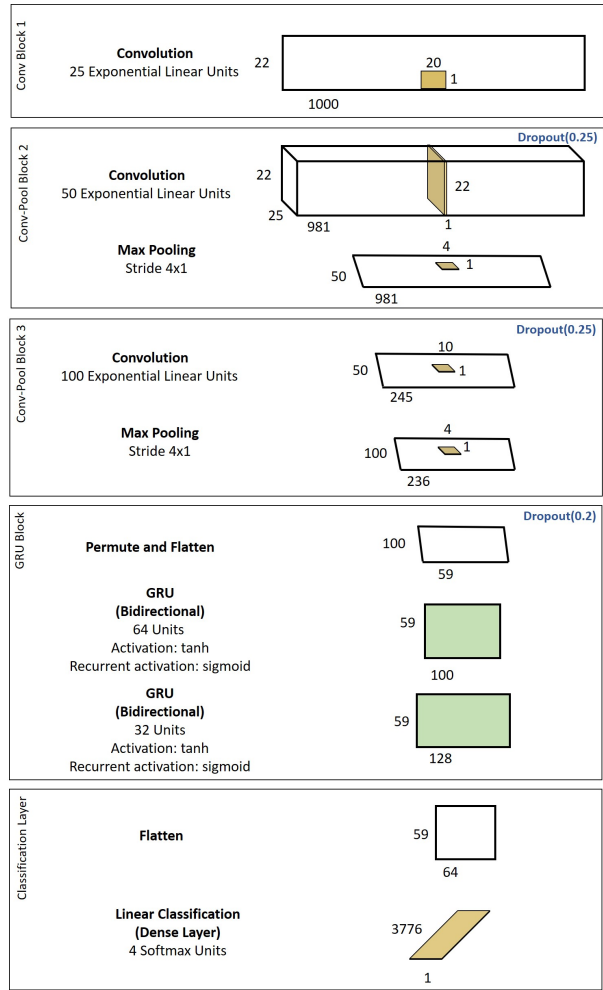 Conv Block 1
Convolution
25 Exponential Linear Units
22
20
1
1000
Conv-Pool Block 2
Dropout(0.25)
Convolution
50 Exponential Linear Units
22
22
25
981
1
Max Pooling
Stride 4x1
4
50
1
981
Conv-Pool Block 3
Dropout(0.25)
Convolution
100 Exponential Linear Units
10
50
1
245
Max Pooling
Stride 4x1
4
100
1
236
GRU Block
Dropout(0.2)
Permute and Flatten
100
59
GRU
(Bidirectional)
64 Units
Activation: tanh
Recurrent activation: sigmoid
59
100
GRU
(Bidirectional)
32 Units
Activation: tanh
Recurrent activation: sigmoid
59
128
Classification Layer
Flatten
59
64
Linear Classification
(Dense Layer)
4 Softmax Units
3776
1